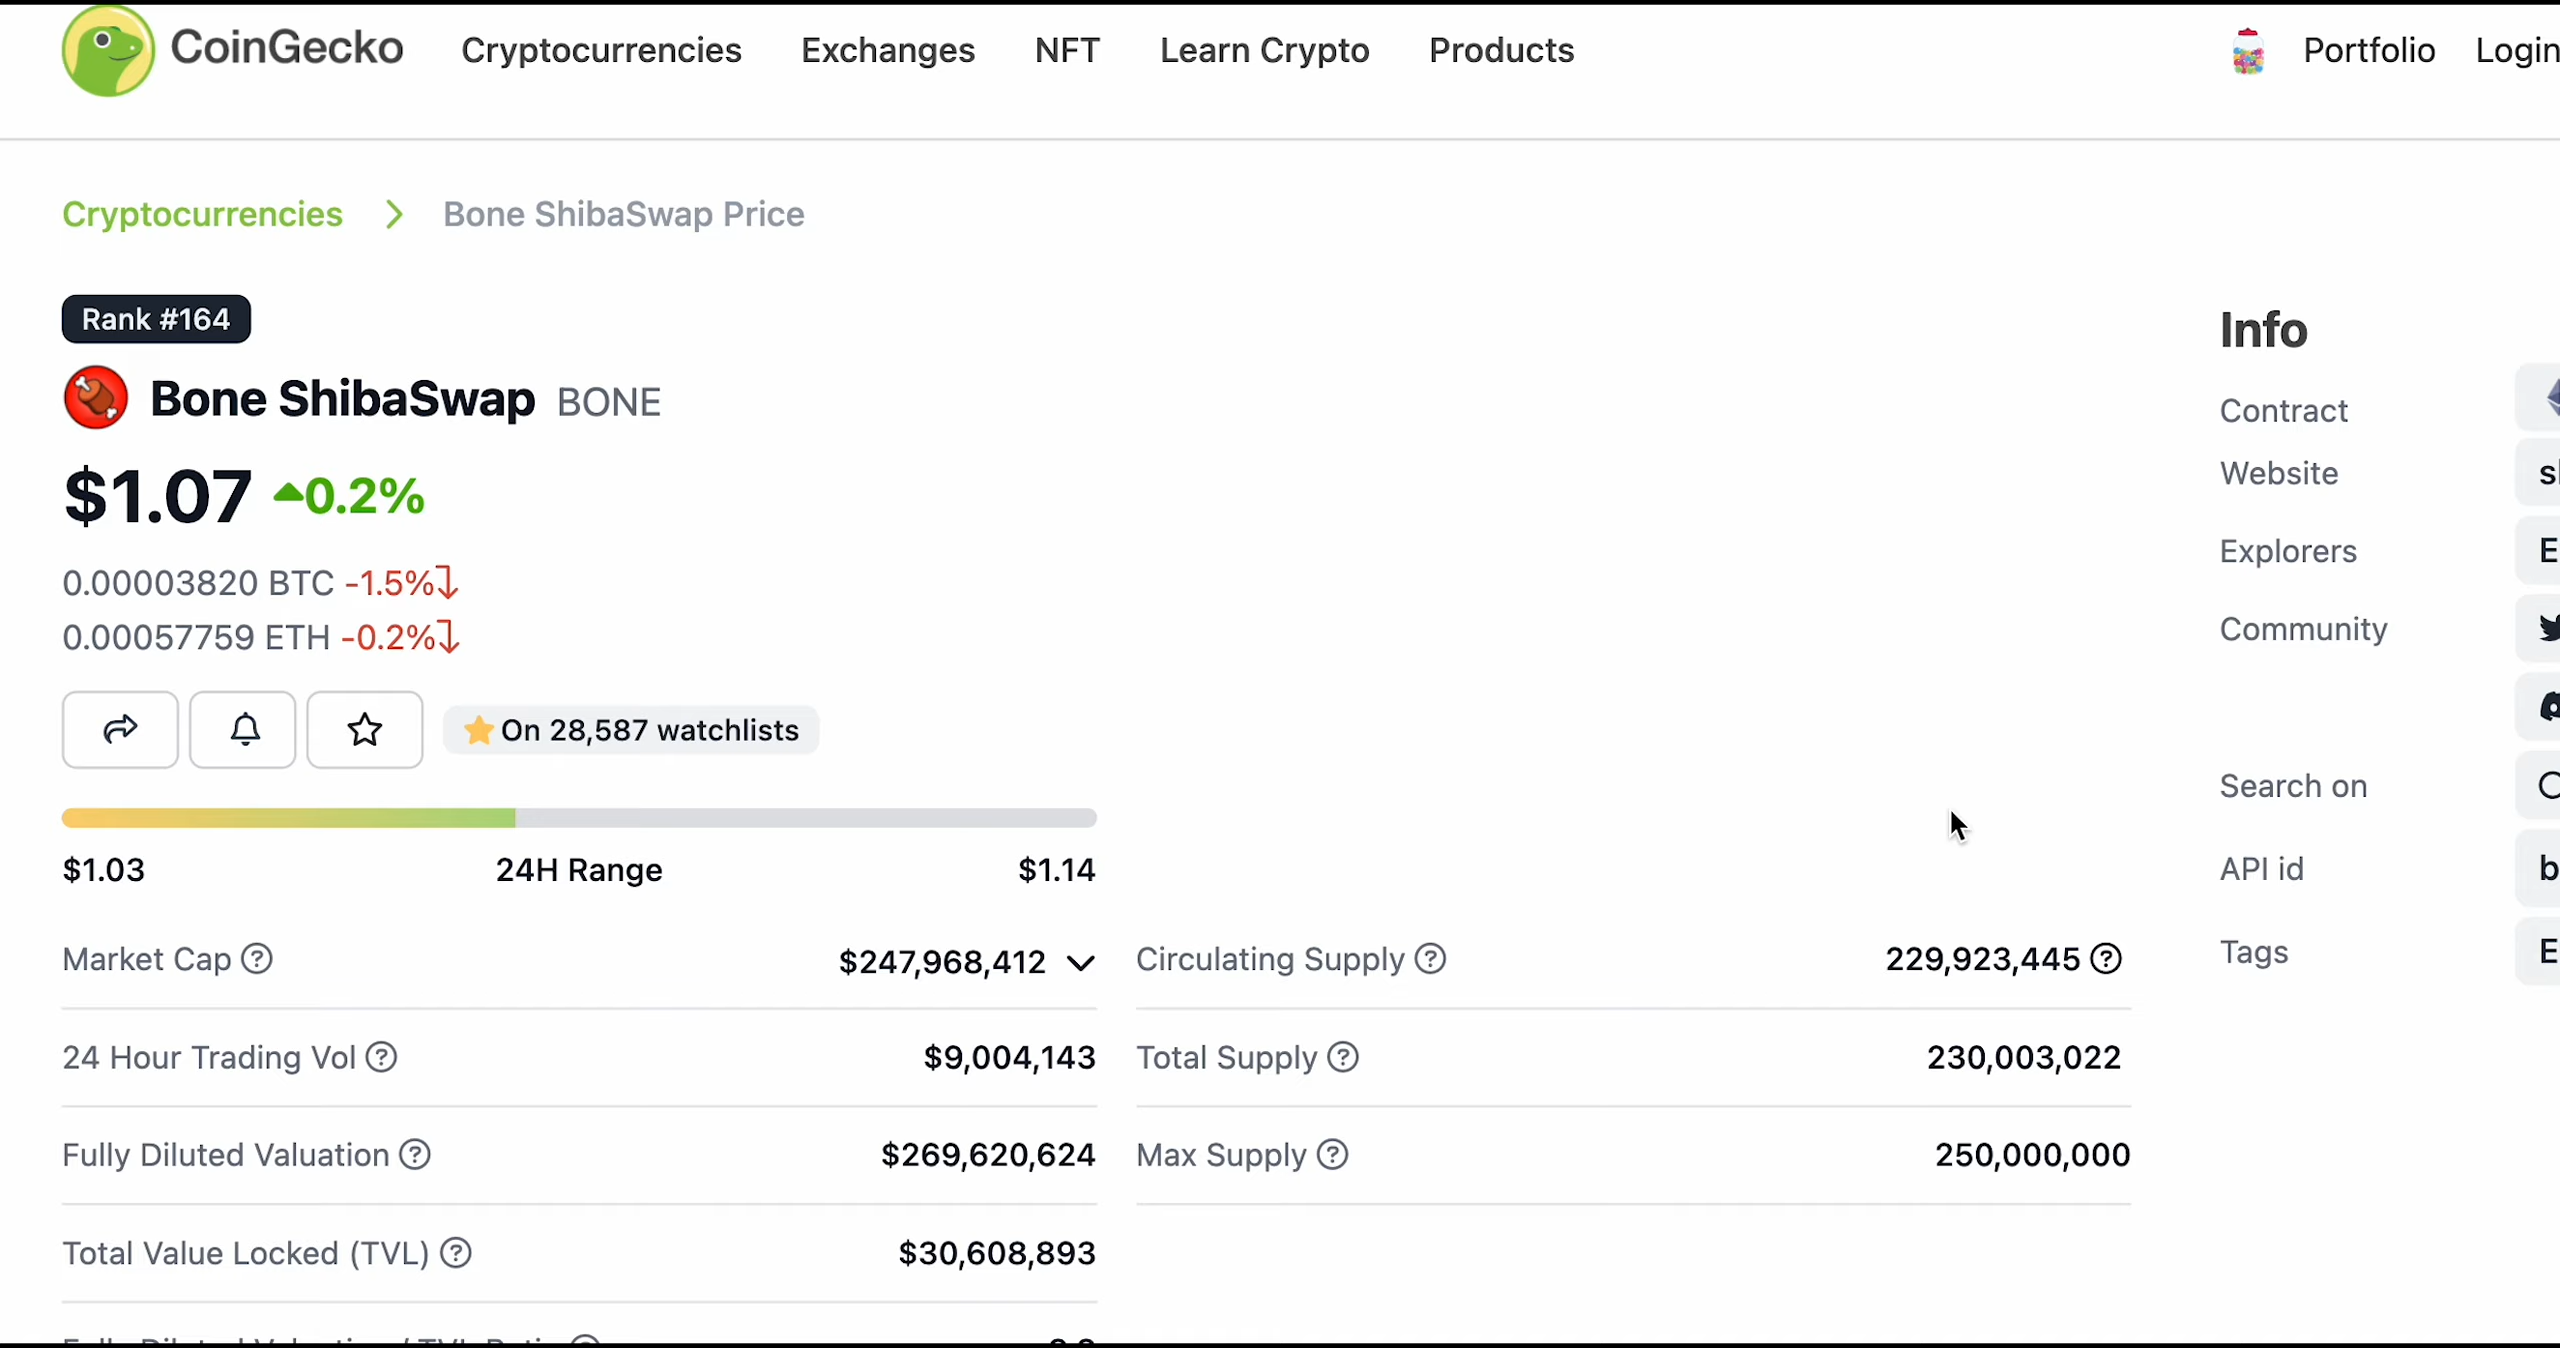 CoinGecko Cryptocurrencies Exchanges NFT Learn Crypto Products Portfolio Login
Cryptocurrencies > Bone ShibaSwap Price
Rank #164
Bone ShibaSwap BONE
$1.07 0.2%
0.00003820 BTC -1.5%
0.00057759 ETH -0.2%
On 28,587 watchlists
$1.03 24H Range $1.14
Market Cap $247,968,412
24 Hour Trading Vol $9,004,143
Fully Diluted Valuation $269,620,624
Total Value Locked (TVL) $30,608,893
Circulating Supply 229,923,445
Total Supply 230,003,022
Max Supply 250,000,000
Info
Contract
Website
Explorers
Community
Search on
API id
Tags